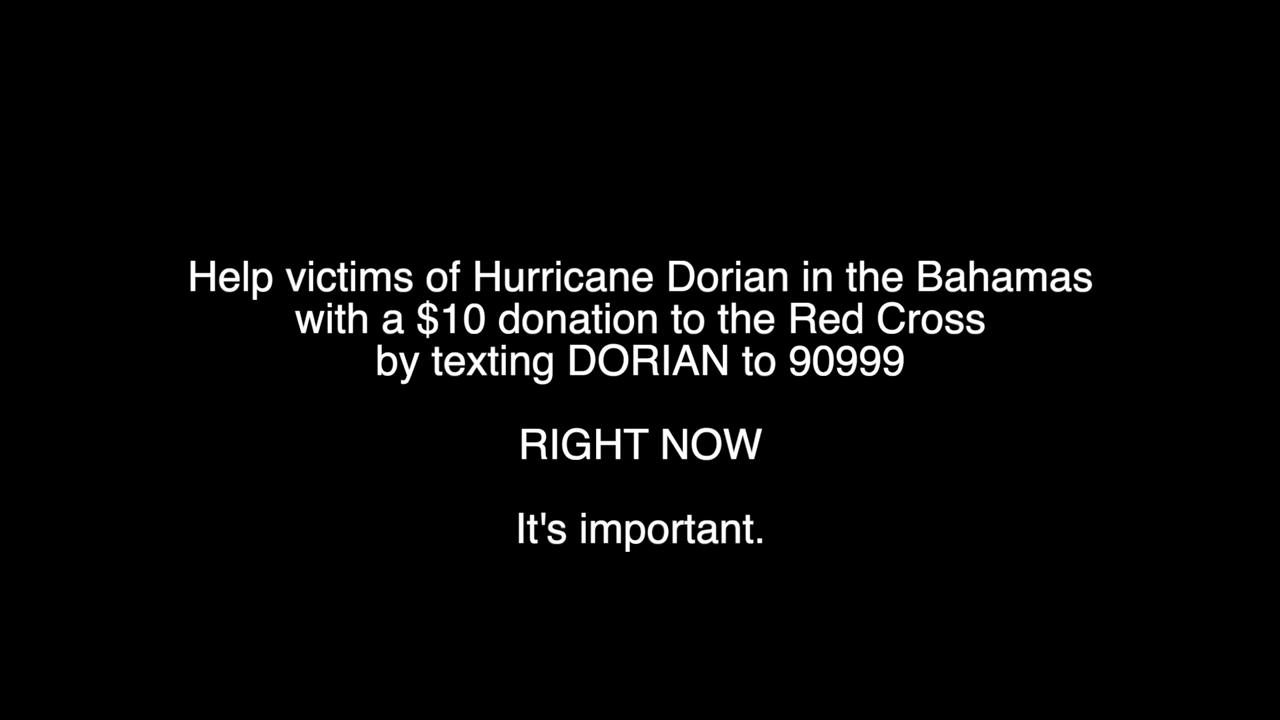 Help victims of Hurricane Dorian in the Bahamas
with a $10 donation to the Red Cross
by texting DORIAN to 90999
RIGHT NOW
It's important.